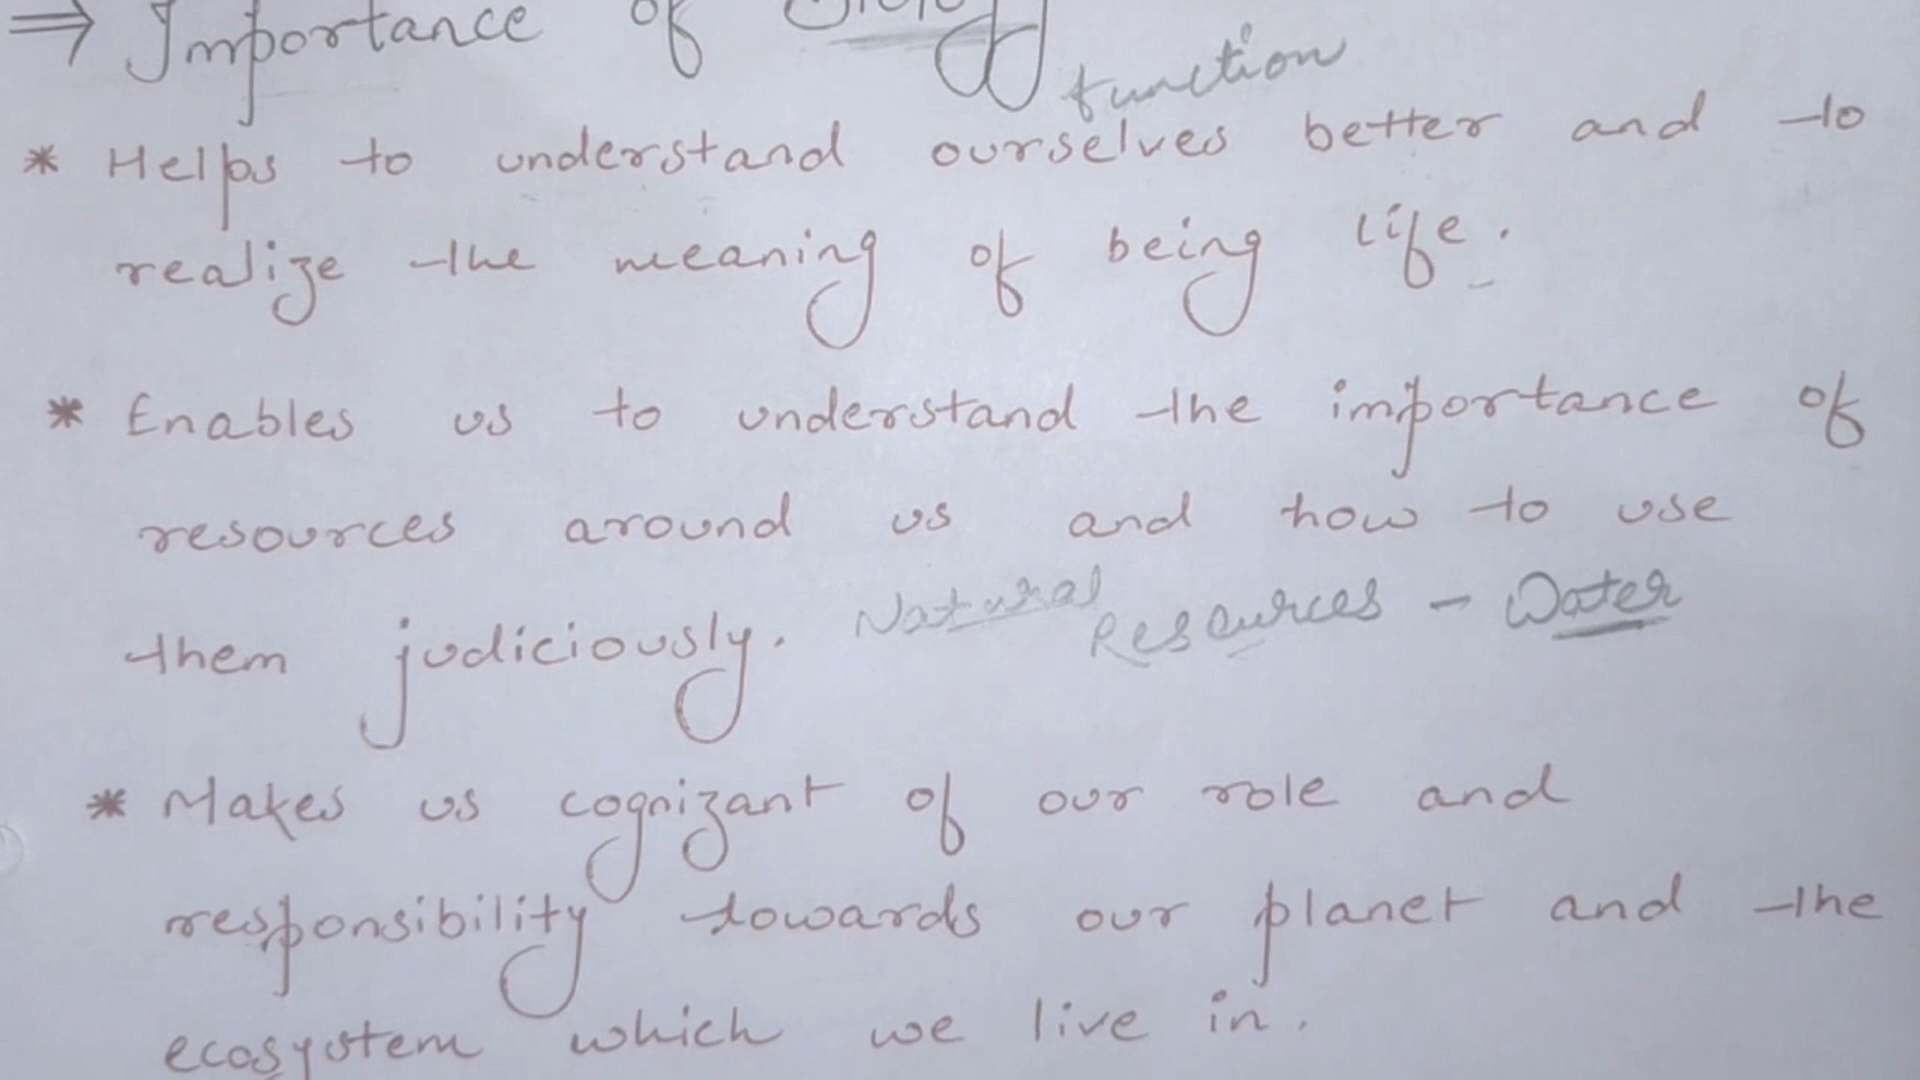 ⇒ Importance of Biology
function
* Helps to understand ourselves better and to
realize the meaning of being life.
* Enables us to understand the importance of
resources around us and how to use
them judiciously. Natural Resources - Water
* Makes us cognizant of our role and
responsibility towards our planet and the
ecosystem which we live in.